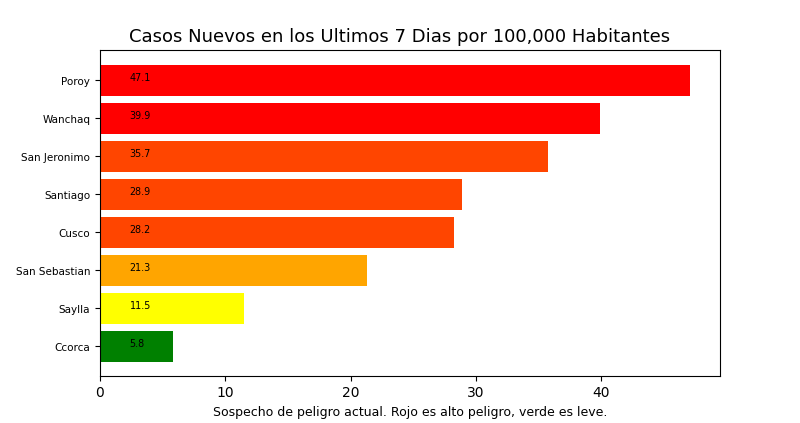 Casos Nuevos en los Ultimos 7 Dias por 100,000 Habitantes
Poroy 47.1
Wanchaq 39.9
San Jeronimo 35.7
Santiago 28.9
Cusco 28.2
San Sebastian 21.3
Saylla 11.5
Ccorca 5.8
0 10 20 30 40
Sospecho de peligro actual. Rojo es alto peligro, verde es leve.